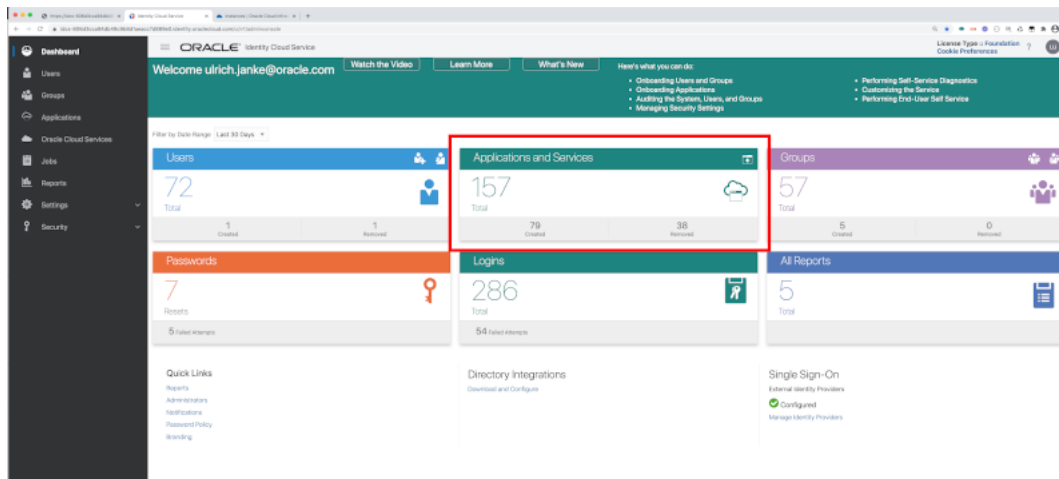 Identity Cloud Service
Dashboard
Users
Groups
Applications
Oracle Cloud Services
Jobs
Reports
Settings
Security
ORACLE Identity Cloud Service
License Type :: Foundation
Cookie Preferences
?
Welcome ulrich.janke@oracle.com
Watch the Video
Learn More
What's New
Here's what you can do:
• Onboarding Users and Groups
• Onboarding Applications
• Auditing the System, Users, and Groups
• Managing Security Settings
• Performing Self-Service Diagnostics
• Customizing the Service
• Performing End-User Self Service
Filter by Date Range Last 30 Days
Users
72
Total
1
Created
1
Removed
Applications and Services
157
Total
79
Created
38
Removed
Groups
57
Total
5
Created
0
Removed
Passwords
7
Resets
5 Failed Attempts
Logins
286
Total
54 Failed Attempts
All Reports
5
Total
Quick Links
Reports
Administrators
Notifications
Password Policy
Branding
Directory Integrations
Download and Configure
Single Sign-On
External Identity Providers
Configured
Manage Identity Providers